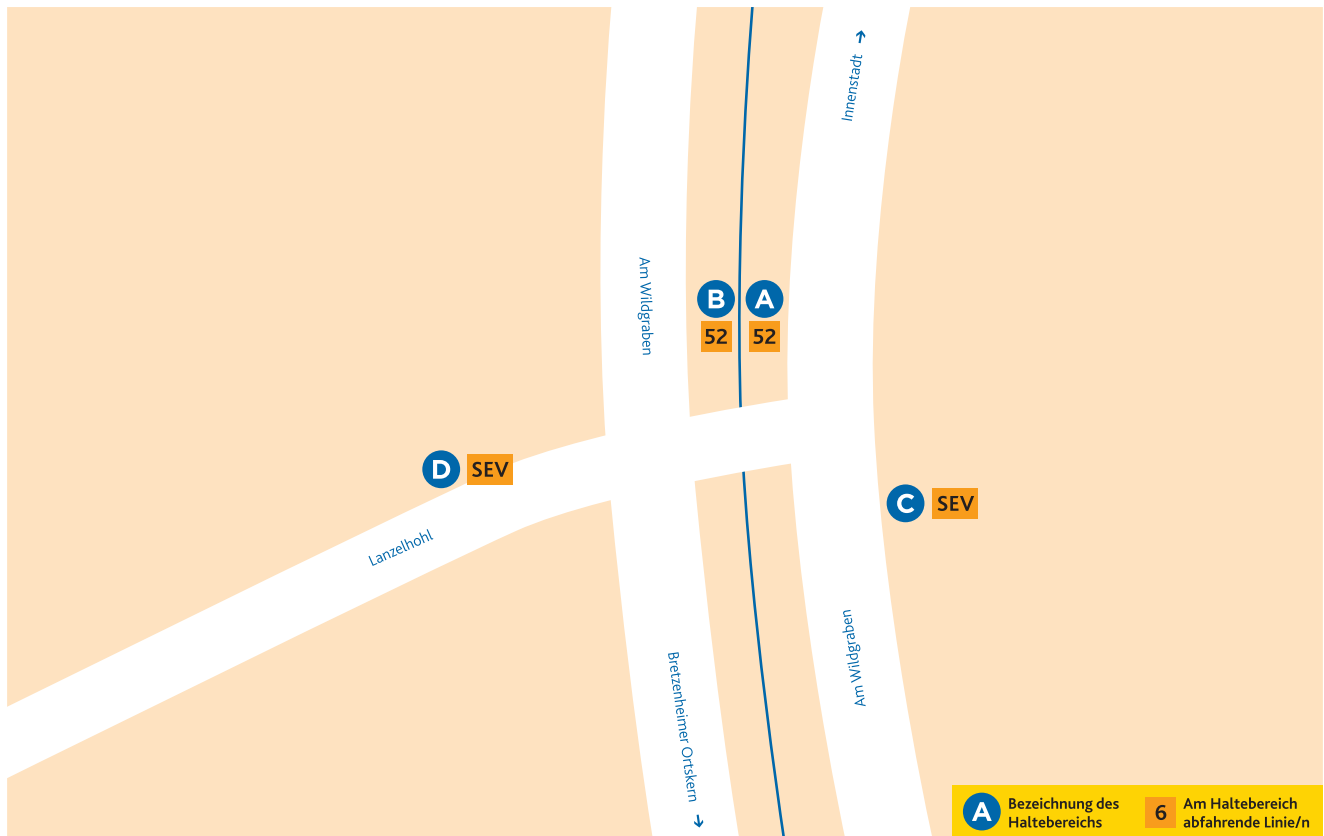 Innenstadt →
Am Wildgraben
B
A
52
52
D
SEV
C
SEV
Lanzelhohl
Am Wildgraben
Bretzenheimer Ortskern →
A
Bezeichnung des
Haltebereichs
6
Am Haltebereich
abfahrende Linie/n